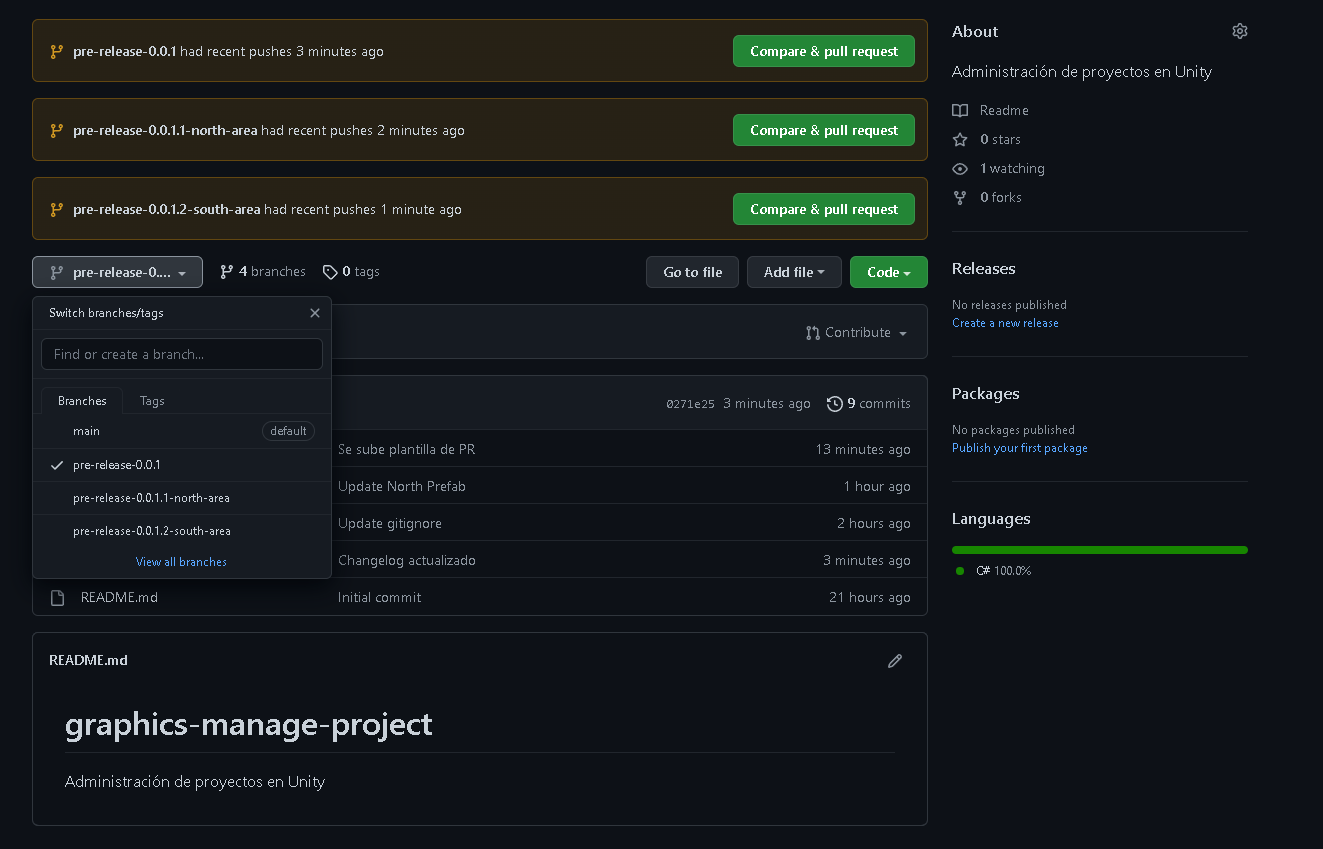 pre-release-0.0.1 had recent pushes 3 minutes ago
Compare & pull request
pre-release-0.0.1.1-north-area had recent pushes 2 minutes ago
Compare & pull request
pre-release-0.0.1.2-south-area had recent pushes 1 minute ago
Compare & pull request
pre-release-0.... 4 branches 0 tags Go to file Add file Code
Switch branches/tags
Find or create a branch...
Branches Tags
main default
pre-release-0.0.1
pre-release-0.0.1.1-north-area
pre-release-0.0.1.2-south-area
View all branches
Contribute
0271e25 3 minutes ago 9 commits
Se sube plantilla de PR 13 minutes ago
Update North Prefab 1 hour ago
Update gitignore 2 hours ago
Changelog actualizado 3 minutes ago
README.md Initial commit 21 hours ago
README.md
graphics-manage-project
Administración de proyectos en Unity
About
Administración de proyectos en Unity
Readme
0 stars
1 watching
0 forks
Releases
No releases published
Create a new release
Packages
No packages published
Publish your first package
Languages
C# 100.0%